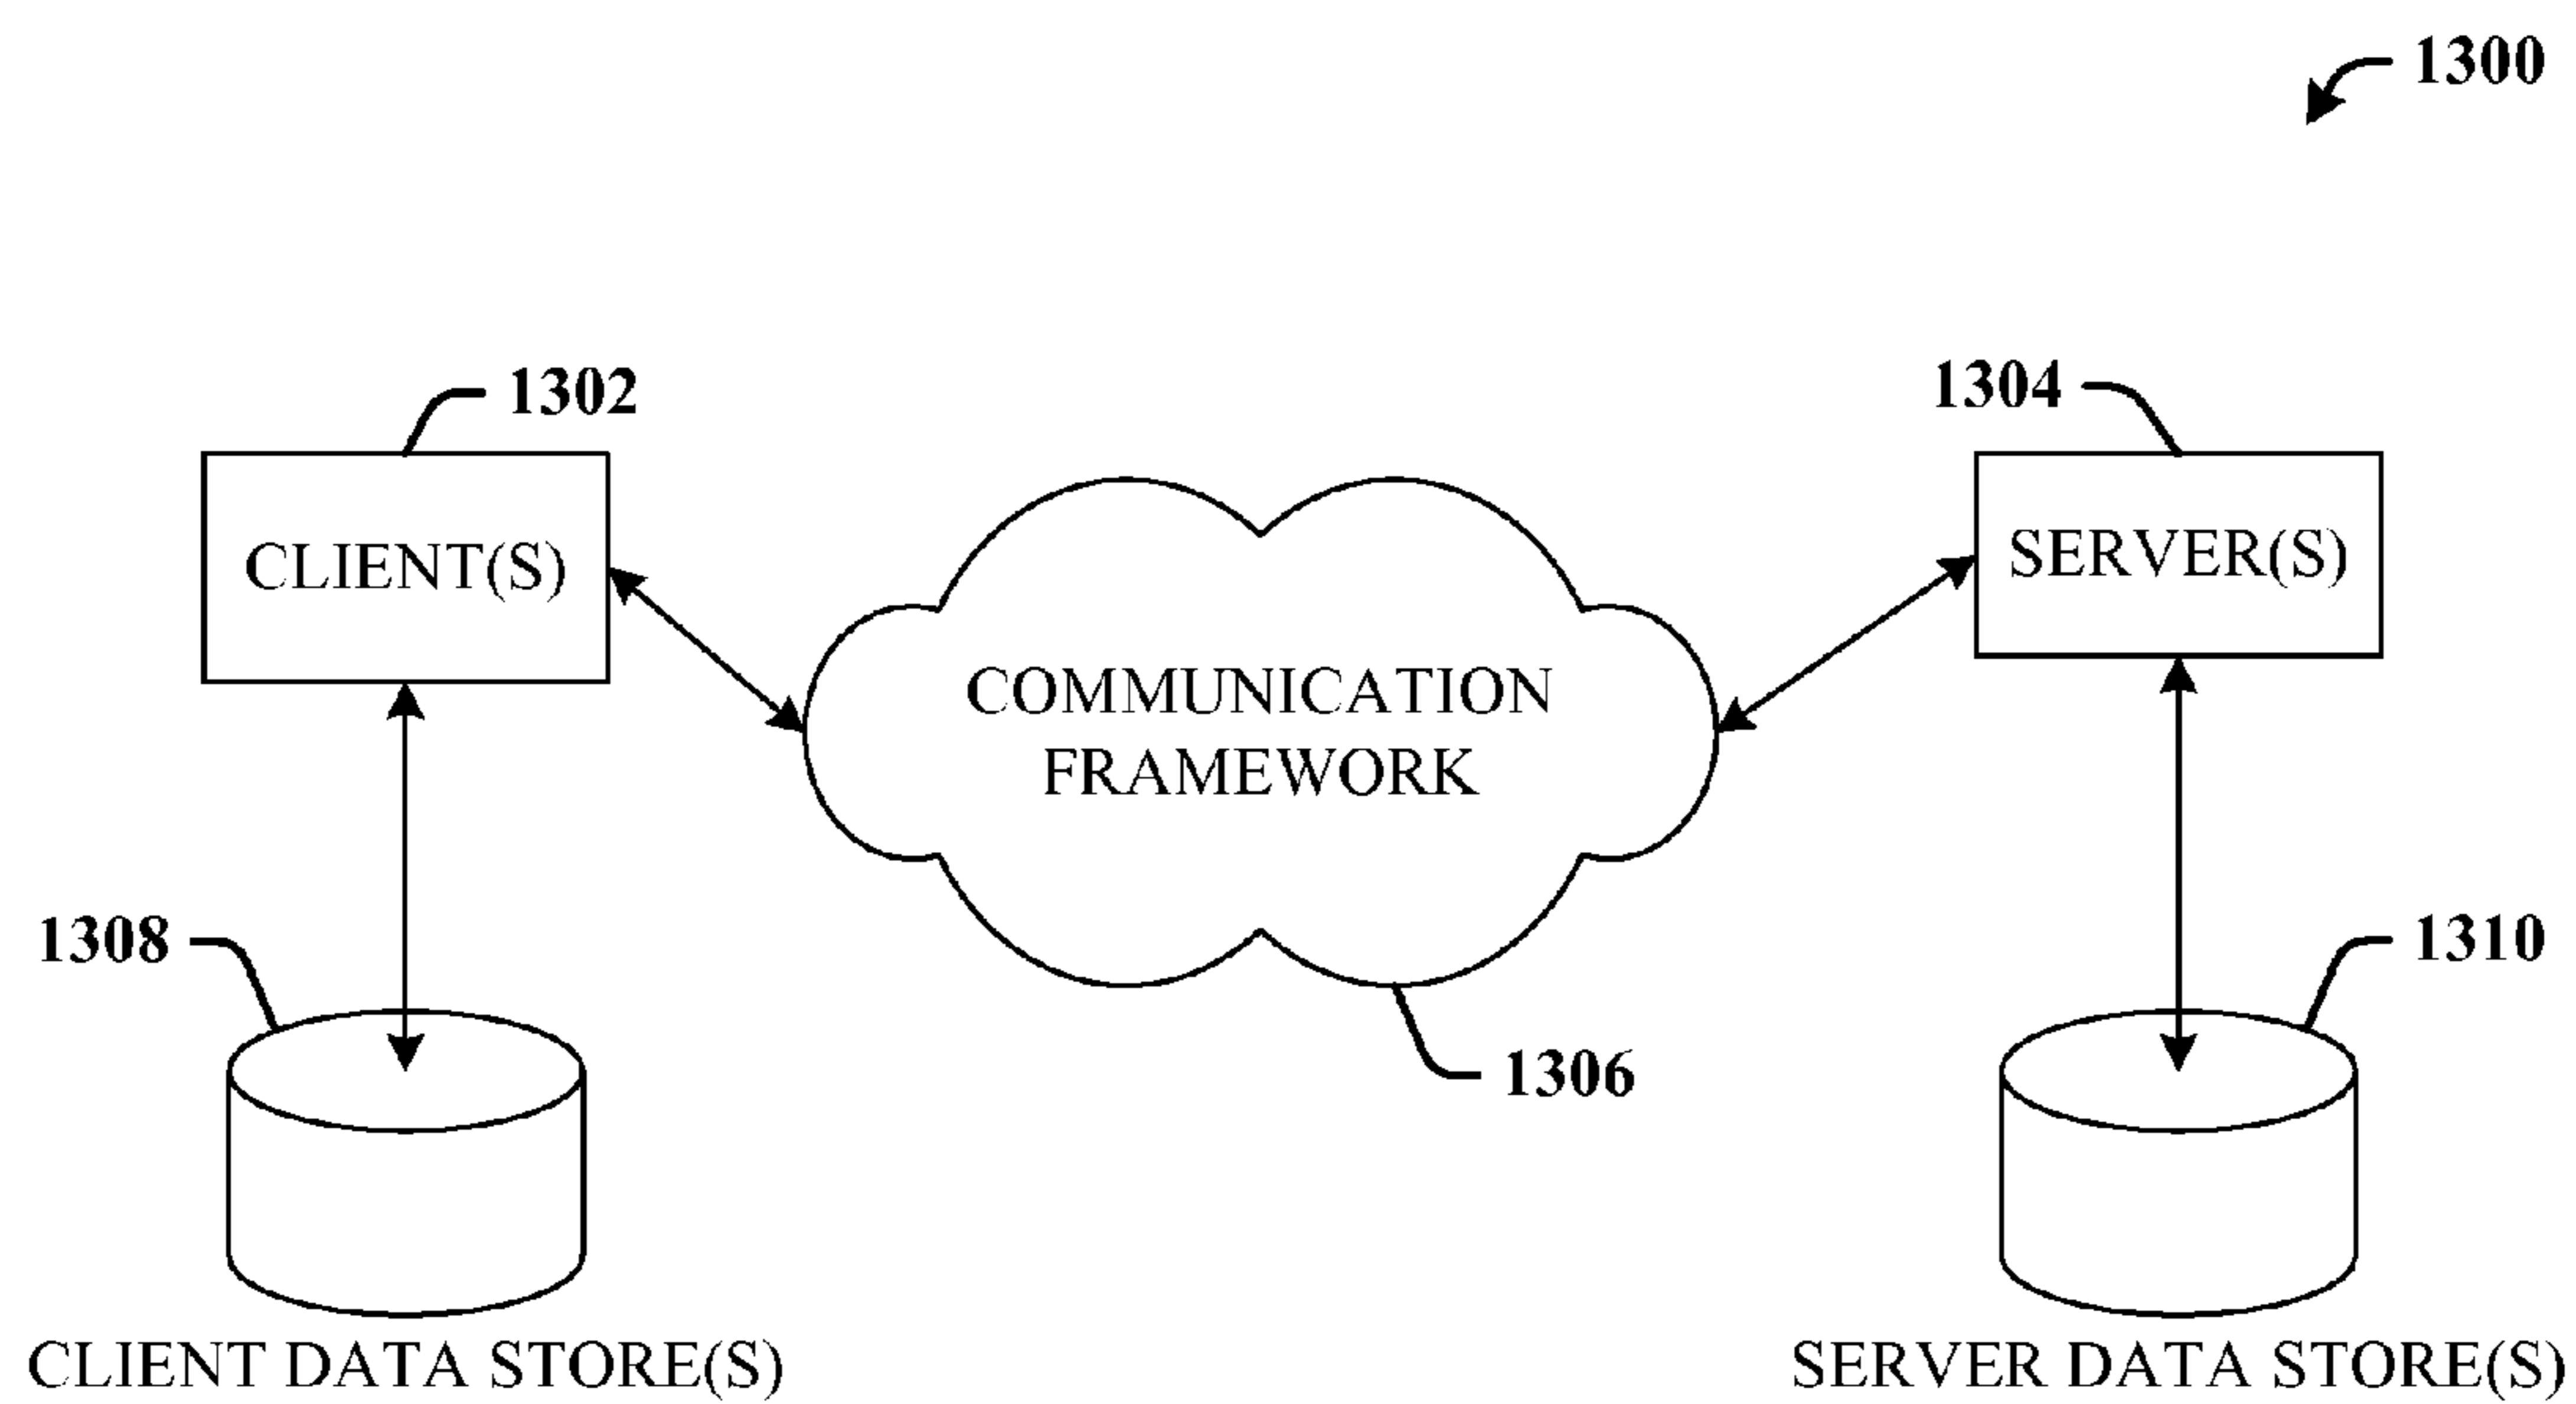 1300
1302
1304
CLIENT(S)
SERVER(S)
COMMUNICATION
FRAMEWORK
1308
1310
1306
CLIENT DATA STORE(S)
SERVER DATA STORE(S)